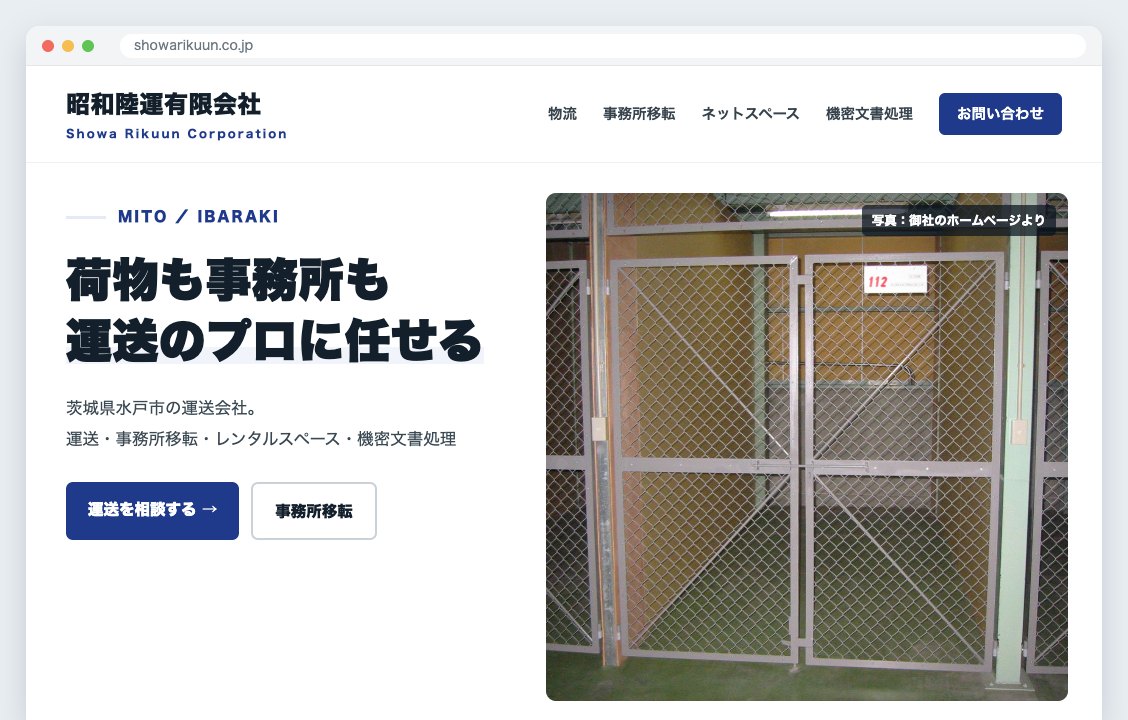 showarikuun.co.jp
昭和陸運有限会社
Showa Rikuun Corporation
物流
事務所移転
ネットスペース
機密文書処理
お問い合わせ
MITO / IBARAKI
荷物も事務所も
運送のプロに任せる
茨城県水戸市の運送会社。
運送・事務所移転・レンタルスペース・機密文書処理
運送を相談する →
事務所移転
写真：御社のホームページより
112